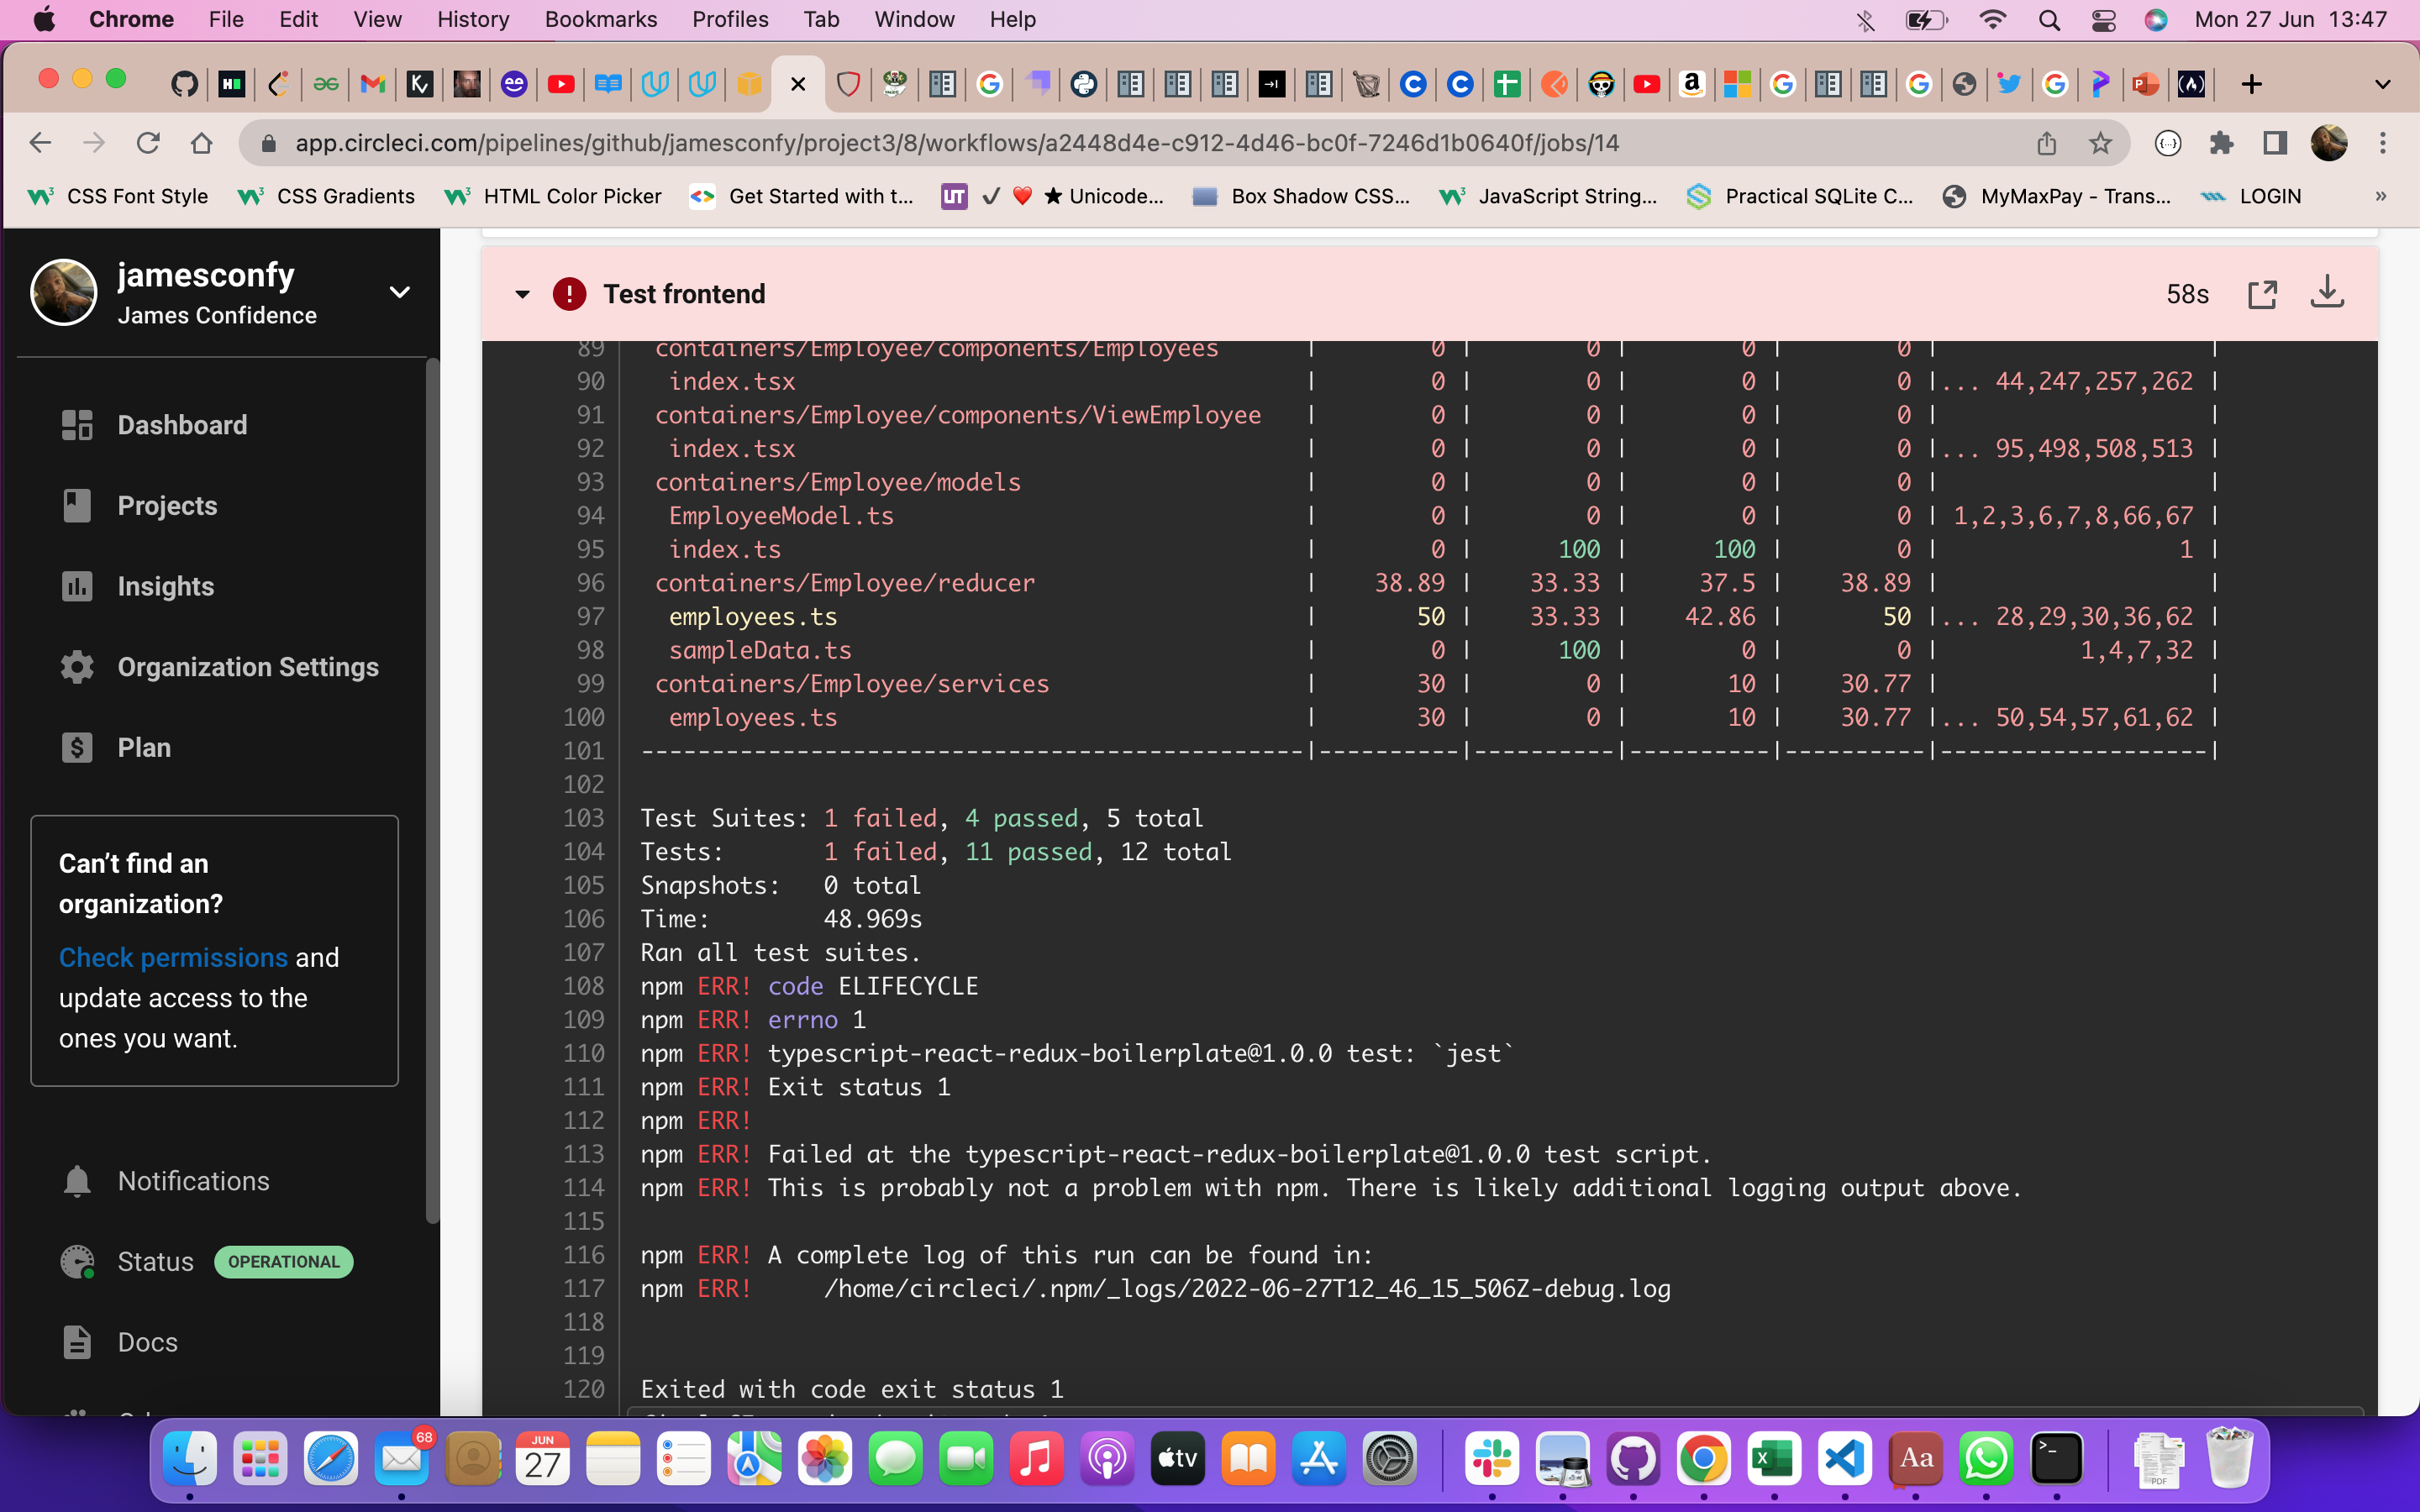 Chrome File Edit View History Bookmarks Profiles Tab Window Help Mon 27 Jun 13:47
app.circleci.com/pipelines/github/jamesconfy/project3/8/workflows/a2448d4e-c912-4d46-bc0f-7246d1b0640f/jobs/14
CSS Font Style CSS Gradients HTML Color Picker Get Started with t... ✓ ❤️ ★ Unicode... Box Shadow CSS... JavaScript String... Practical SQLite C... MyMaxPay - Trans... LOGIN »
jamesconfy
James Confidence
Dashboard
Projects
Insights
Organization Settings
Plan
Can't find an
organization?
Check permissions and
update access to the
ones you want.
Notifications
Status OPERATIONAL
Docs
Test frontend 58s
89 containers/Employee/components/Employees | 0 | 0 | 0 | 0 | |
90 index.tsx | 0 | 0 | 0 | 0 |... 44,247,257,262 |
91 containers/Employee/components/ViewEmployee | 0 | 0 | 0 | 0 | |
92 index.tsx | 0 | 0 | 0 | 0 |... 95,498,508,513 |
93 containers/Employee/models | 0 | 0 | 0 | 0 | |
94 EmployeeModel.ts | 0 | 0 | 0 | 0 | 1,2,3,6,7,8,66,67 |
95 index.ts | 0 | 100 | 100 | 0 | 1 |
96 containers/Employee/reducer | 38.89 | 33.33 | 37.5 | 38.89 | |
97 employees.ts | 50 | 33.33 | 42.86 | 50 |... 28,29,30,36,62 |
98 sampleData.ts | 0 | 100 | 0 | 0 | 1,4,7,32 |
99 containers/Employee/services | 30 | 0 | 10 | 30.77 | |
100 employees.ts | 30 | 0 | 10 | 30.77 |... 50,54,57,61,62 |
101 -----------------------------------------------|----------|----------|----------|----------|-------------------|
102
103 Test Suites: 1 failed, 4 passed, 5 total
104 Tests: 1 failed, 11 passed, 12 total
105 Snapshots: 0 total
106 Time: 48.969s
107 Ran all test suites.
108 npm ERR! code ELIFECYCLE
109 npm ERR! errno 1
110 npm ERR! typescript-react-redux-boilerplate@1.0.0 test: `jest`
111 npm ERR! Exit status 1
112 npm ERR!
113 npm ERR! Failed at the typescript-react-redux-boilerplate@1.0.0 test script.
114 npm ERR! This is probably not a problem with npm. There is likely additional logging output above.
115
116 npm ERR! A complete log of this run can be found in:
117 npm ERR! /home/circleci/.npm/_logs/2022-06-27T12_46_15_506Z-debug.log
118
119
120 Exited with code exit status 1
68
JUN
27
tv
Aa
PDF